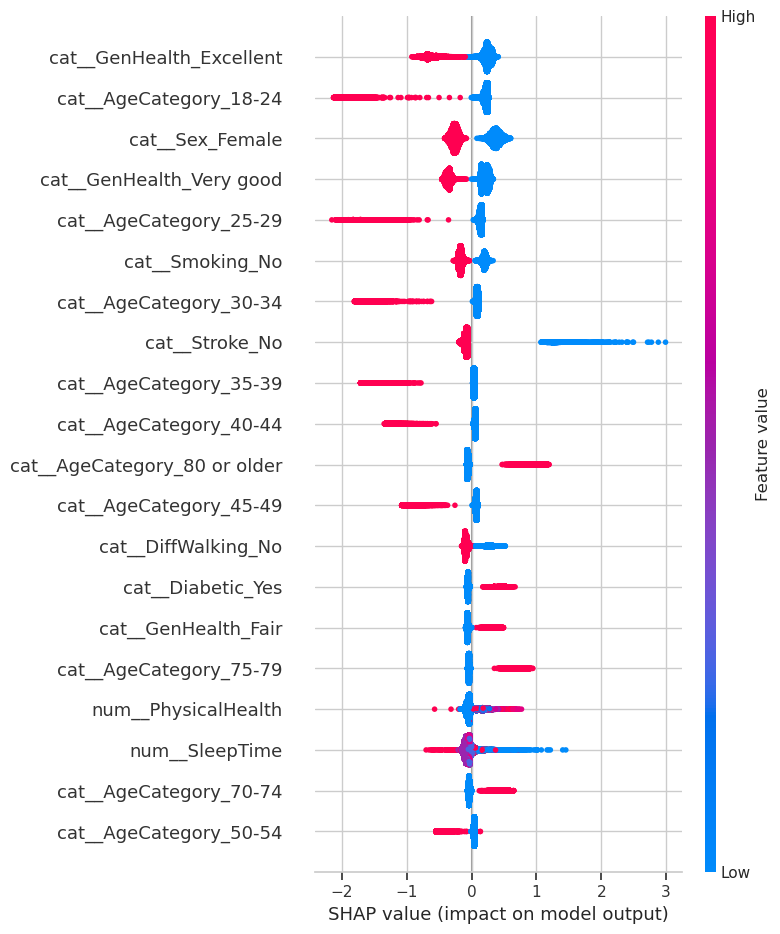 High
cat__GenHealth_Excellent
cat__AgeCategory_18-24
cat__Sex_Female
cat__GenHealth_Very good
cat__AgeCategory_25-29
cat__Smoking_No
cat__AgeCategory_30-34
cat__Stroke_No
cat__AgeCategory_35-39
cat__AgeCategory_40-44
cat__AgeCategory_80 or older
cat__AgeCategory_45-49
cat__DiffWalking_No
cat__Diabetic_Yes
cat__GenHealth_Fair
cat__AgeCategory_75-79
num__PhysicalHealth
num__SleepTime
cat__AgeCategory_70-74
cat__AgeCategory_50-54
Feature value
Low
−2 −1 0 1 2 3
SHAP value (impact on model output)